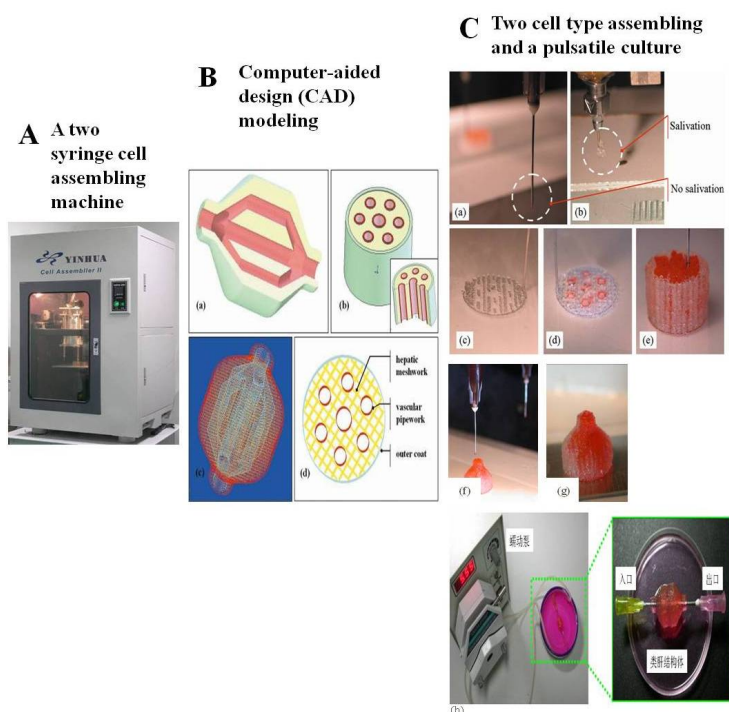 A
A two
syringe cell
assembling
machine
YINHUA
Cell Assembler II
B
Computer-aided
design (CAD)
modeling
(a)
(b)
(c)
(d)
hepatic
meshwork
vascular
pipework
outer coat
C
Two cell type assembling
and a pulsatile culture
(a)
(b)
Salivation
No salivation
(c)
(d)
(e)
(f)
(g)
蠕动泵
入口
出口
类肝结构体
(h)